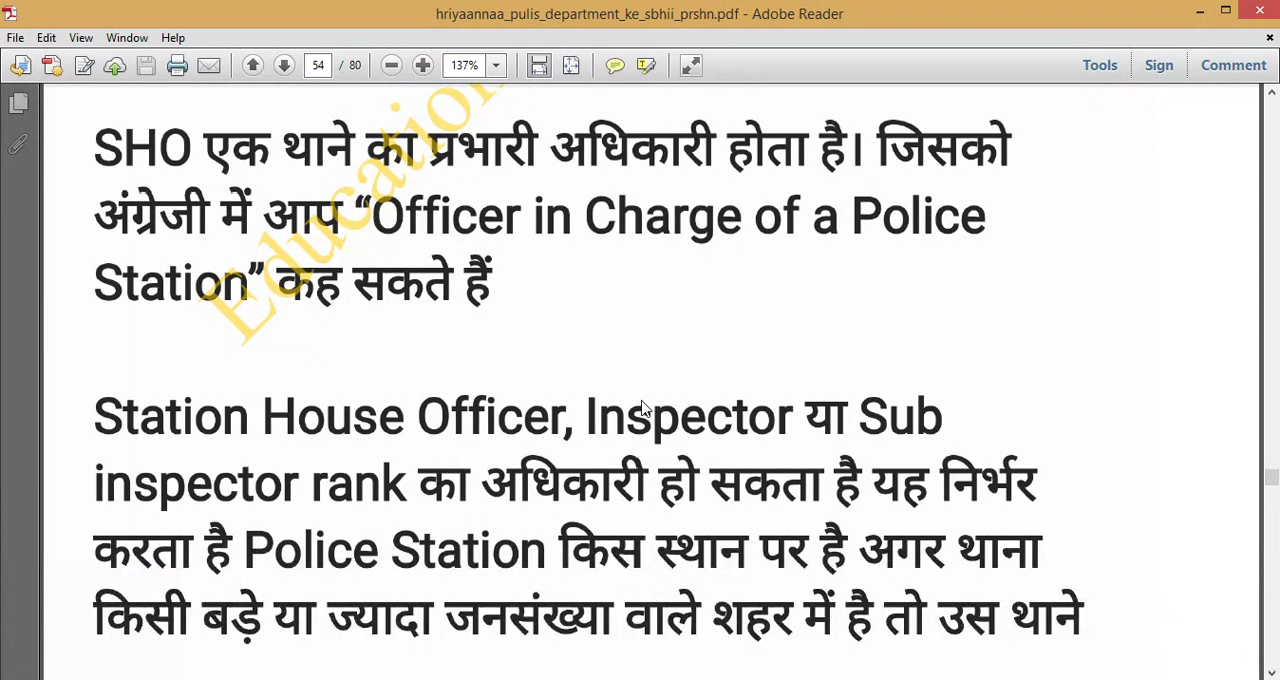 hriyaannaa_pulis_department_ke_sbhii_prshn.pdf - Adobe Reader
File Edit View Window Help
54 / 80 137% Tools Sign Comment
SHO एक थाने का प्रभारी अधिकारी होता है। जिसको
अंग्रेजी में आप “Officer in Charge of a Police
Station” कह सकते हैं
Education
Station House Officer, Inspector या Sub
inspector rank का अधिकारी हो सकता है यह निर्भर
करता है Police Station किस स्थान पर है अगर थाना
किसी बड़े या ज्यादा जनसंख्या वाले शहर में है तो उस थाने